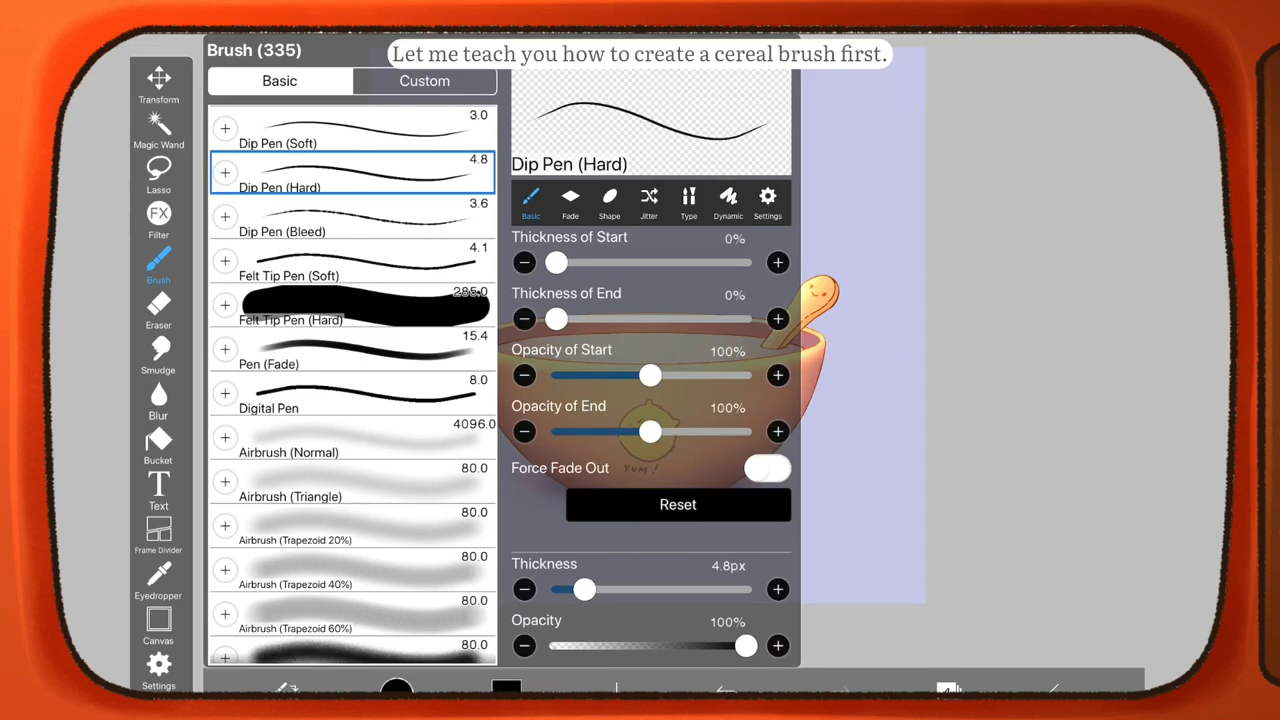 Let me teach you how to create a cereal brush first.
Brush (335)
Basic
Custom
Transform
Magic Wand
Lasso
FX
Filter
Brush
Eraser
Smudge
Blur
Bucket
T
Text
Frame Divider
Eyedropper
Canvas
Settings
3.0
Dip Pen (Soft)
4.8
Dip Pen (Hard)
3.6
Dip Pen (Bleed)
4.1
Felt Tip Pen (Soft)
285.0
Felt Tip Pen (Hard)
15.4
Pen (Fade)
8.0
Digital Pen
4096.0
Airbrush (Normal)
80.0
Airbrush (Triangle)
80.0
Airbrush (Trapezoid 20%)
80.0
Airbrush (Trapezoid 40%)
80.0
Airbrush (Trapezoid 60%)
80.0
Dip Pen (Hard)
Basic
Fade
Shape
Jitter
Type
Dynamic
Settings
Thickness of Start 0%
Thickness of End 0%
Opacity of Start 100%
Opacity of End 100%
Force Fade Out
Reset
Thickness 4.8px
Opacity 100%
YUM!